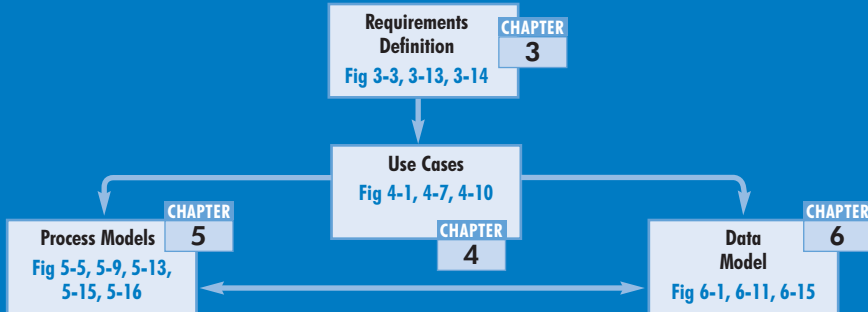 Requirements
Definition
Fig 3-3, 3-13, 3-14
CHAPTER
3
Use Cases
Fig 4-1, 4-7, 4-10
CHAPTER
4
Process Models
Fig 5-5, 5-9, 5-13,
5-15, 5-16
CHAPTER
5
Data
Model
Fig 6-1, 6-11, 6-15
CHAPTER
6